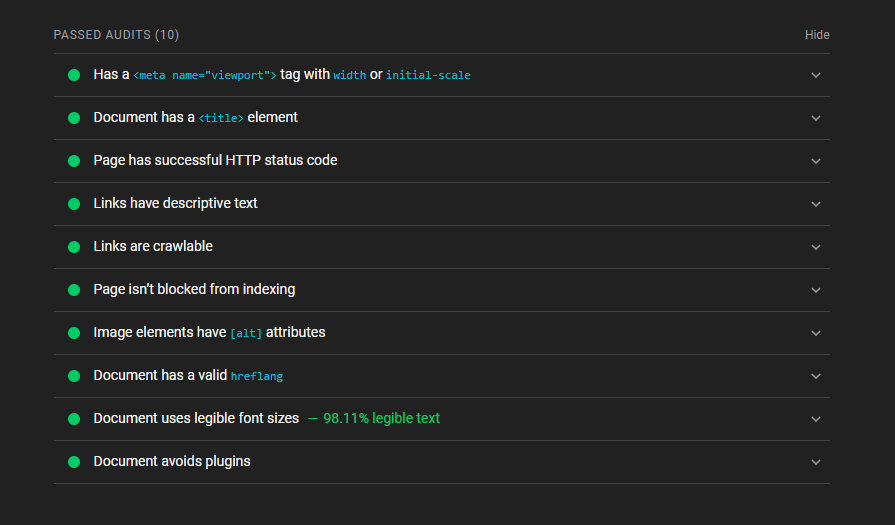 PASSED AUDITS (10) Hide
Has a <meta name="viewport"> tag with width or initial-scale
Document has a <title> element
Page has successful HTTP status code
Links have descriptive text
Links are crawlable
Page isn't blocked from indexing
Image elements have [alt] attributes
Document has a valid hreflang
Document uses legible font sizes — 98.11% legible text
Document avoids plugins